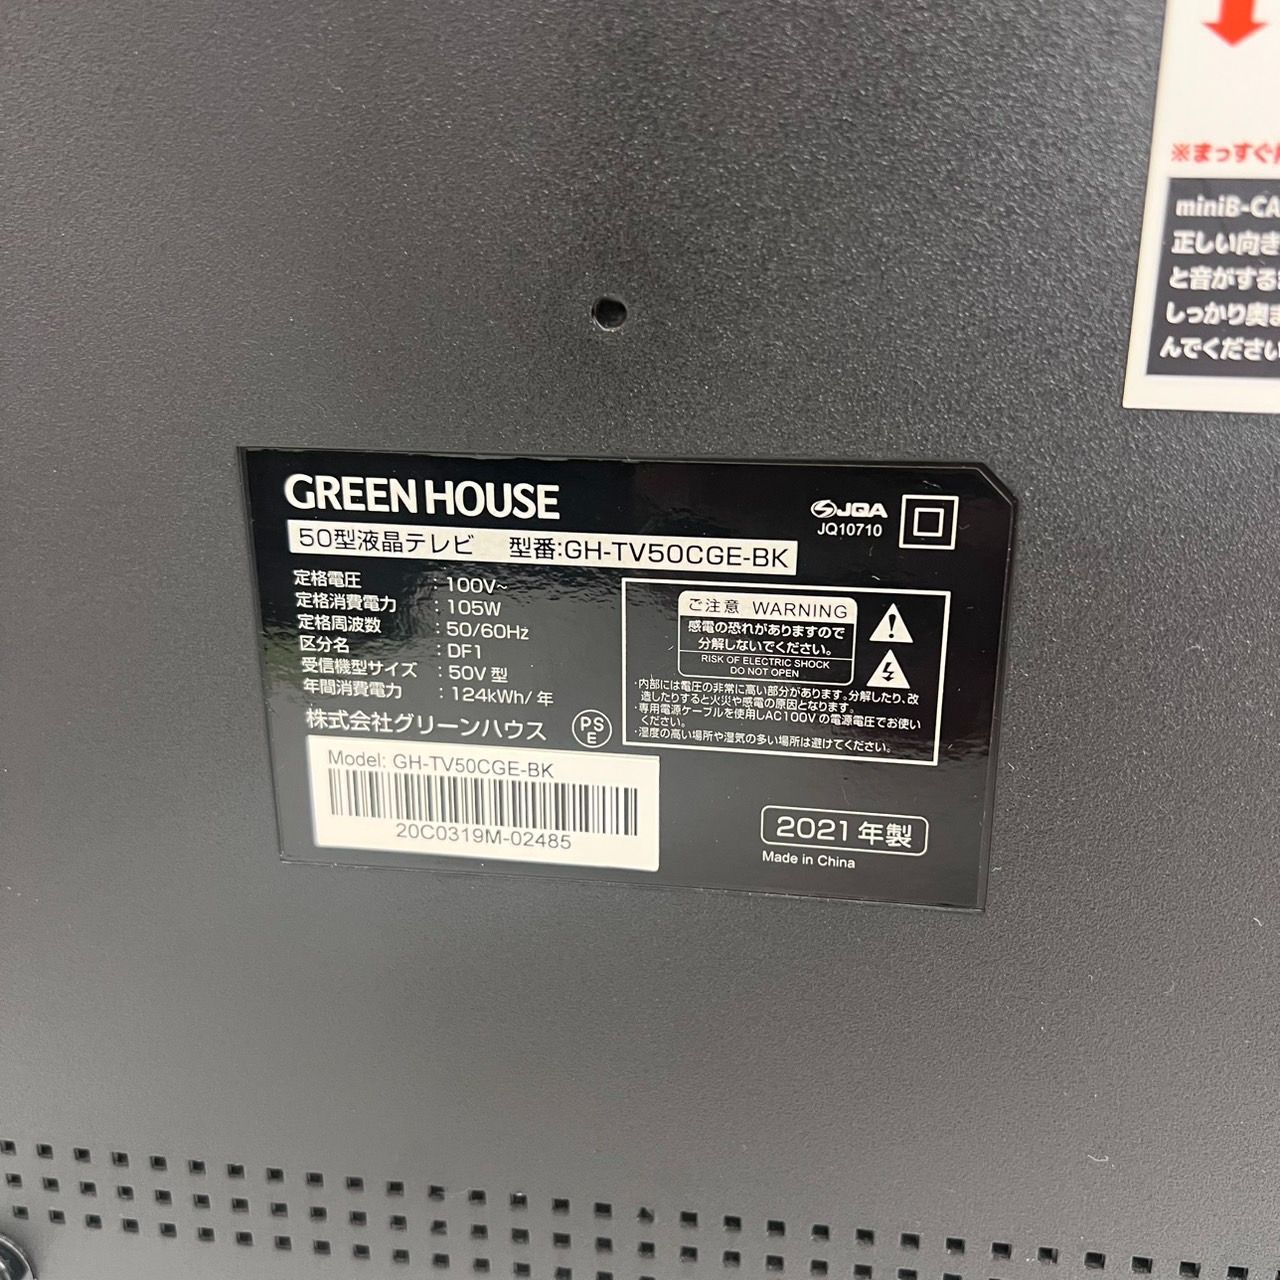 ※まっすぐ
miniB-CA
正しい向き
と音がする
しっかり奥ま
んでください
GREEN HOUSE
JQA
JQ10710
50型液晶テレビ 型番:GH-TV50CGE-BK
定格電圧 : 100V~
定格消費電力 : 105W
定格周波数 : 50/60Hz
区分名 : DF1
受信機型サイズ : 50V 型
年間消費電力 : 124kWh/ 年
株式会社グリーンハウス
PS
E
ご注意 WARNING
感電の恐れがありますので
分解しないでください。
RISK OF ELECTRIC SHOCK
DO NOT OPEN
・内部には電圧の非常に高い部分があります。分解したり、改
造したりすると火災や感電の原因となります。
・専用電源ケーブルを使用しAC100V の電源電圧でお使い
ください。
・湿度の高い場所や湿気の多い場所は避けてください。
Model: GH-TV50CGE-BK
20C0319M-02485
2021年製
Made in China